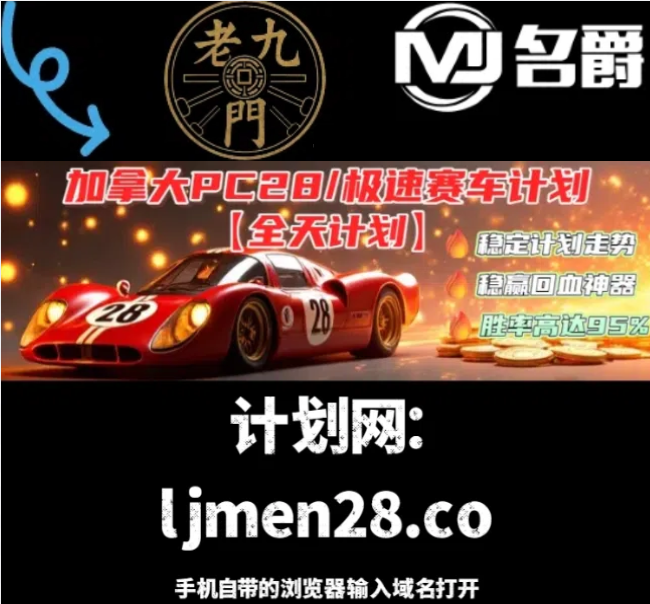 老九
門
MJ名爵
加拿大PC28/极速赛车计划
【全天计划】
稳定计划走势
稳赢回血神器
胜率高达95%
28
28
计划网:
ljmen28.co
手机自带的浏览器输入域名打开